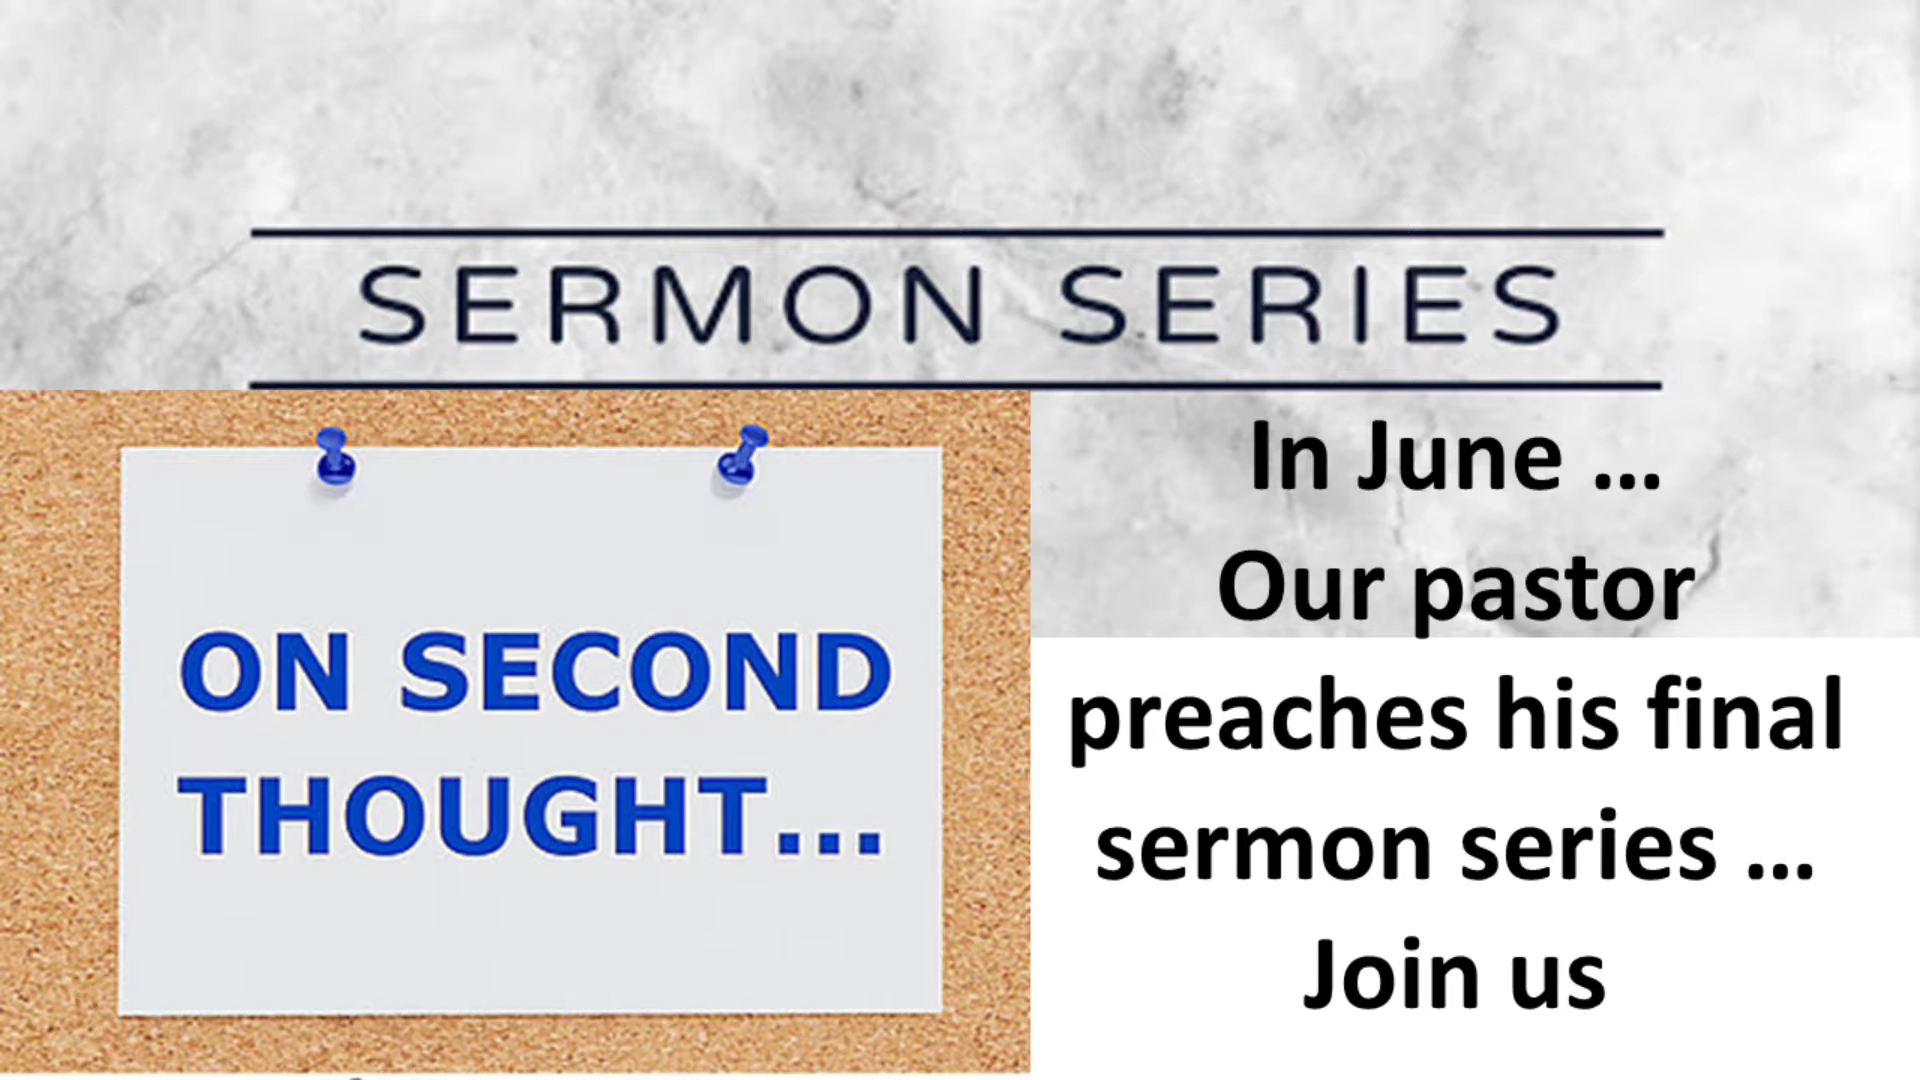 SERMON SERIES
ON SECOND
THOUGHT...
In June ...
Our pastor
preaches his final
sermon series ...
Join us